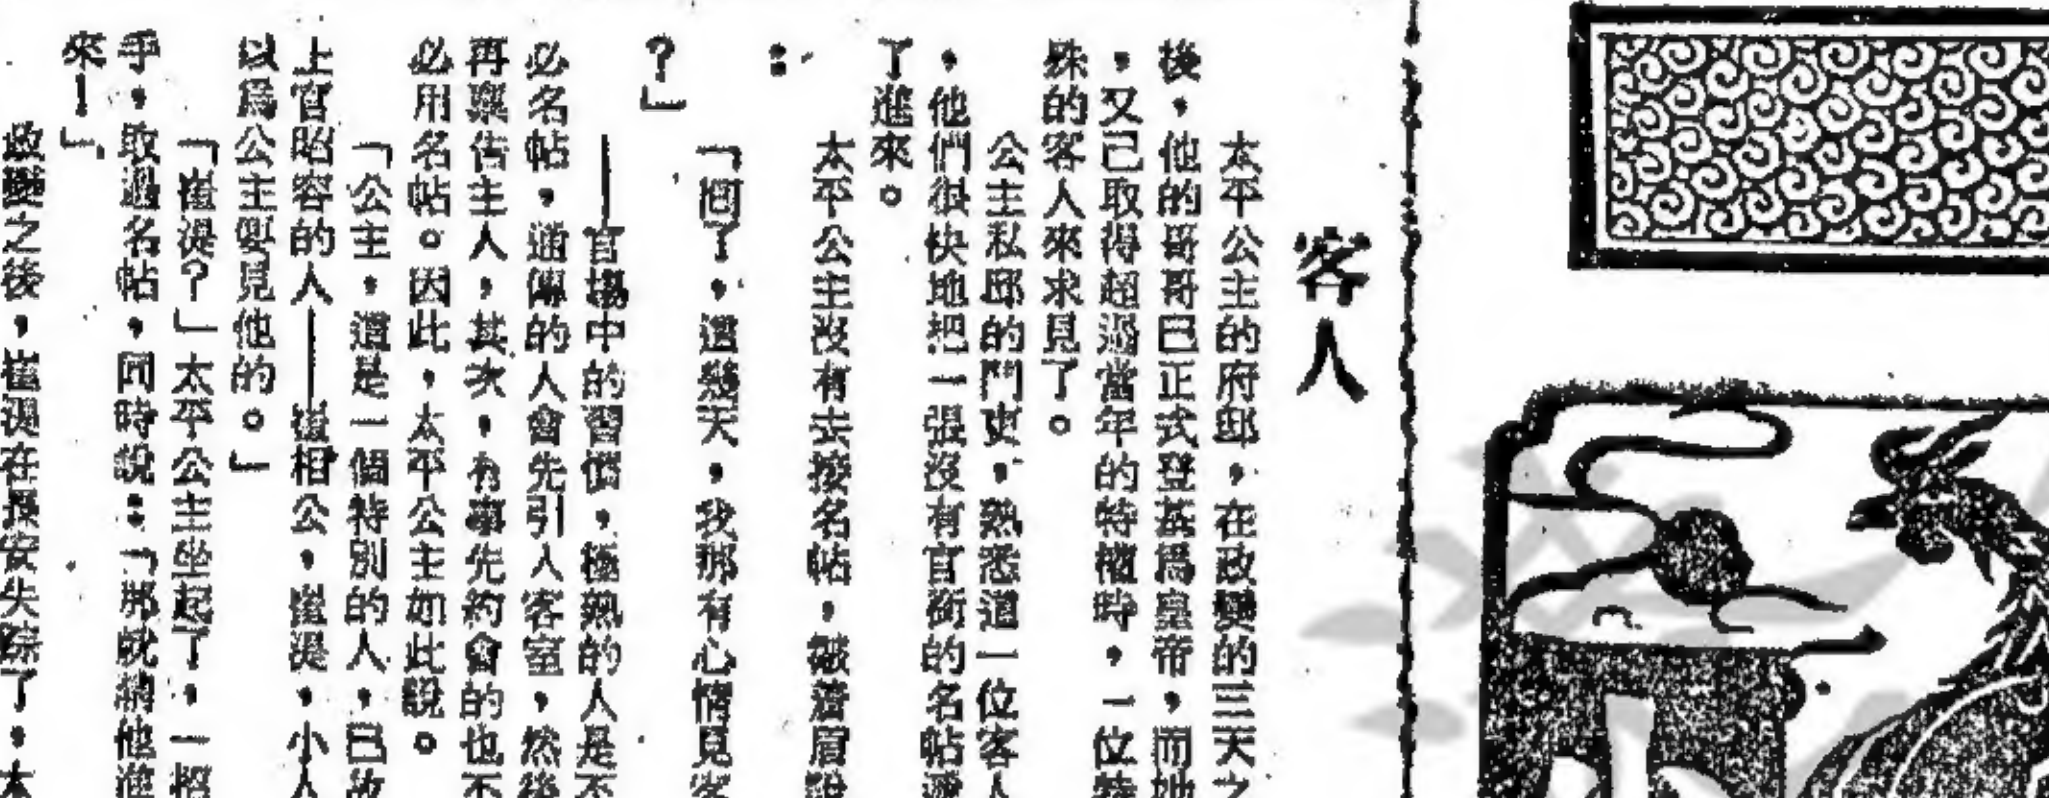 客人
太平公主的府邸，在政變的三天之
後，他的哥哥已正式登基爲皇帝，而她
，又已取得超過當年的特權時，一位特
殊的客人來求見了。
公主私邸的門吏，熟悉這一位客人
，他們很快地把一張沒有官銜的名帖遞
了進來。
太平公主沒有去接名帖，皺着眉說
：
「煩了，這幾天，我那有心情見客
？」
——官場中的習慣，極熟的人是不
必名帖，通傳的人會先引入客室，然後
再稟告主人，其次，有事先約會的也不
必用名帖。因此，太平公主如此說。
「公主，這是一個特別的人，已故
上官昭容的人——崔相公，崔湜，小人
以爲公主要見他的。」
「崔湜？」太平公主坐起了，一招
手，取過名帖，同時說：「那就請他進
來！」
政變之後，崔湜在長安失踪了，太